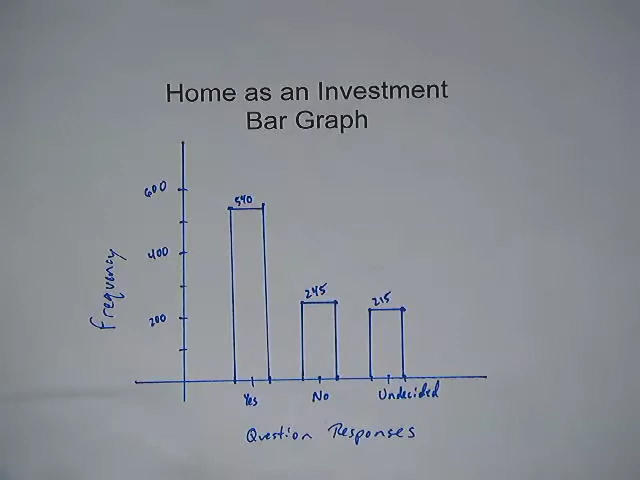 Home as an Investment
Bar Graph
600
400
200
Frequency
540
245
215
Yes
No
Undecided
Question Responses